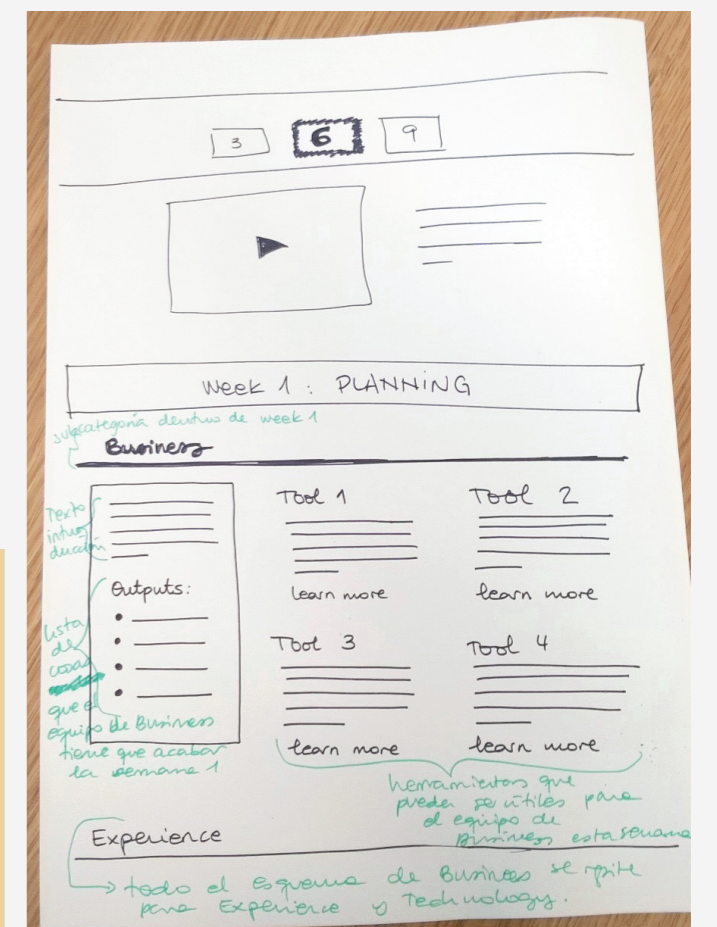 3 6 9
Week 1 : PLANNING
subcategoría dentro de week 1
Business
Texto
intro
ducción
Outputs:
lista
de
cosas
que el
equipo de Business
tiene que acabar
la semana 1
Tool 1
learn more
Tool 2
learn more
Tool 3
learn more
Tool 4
learn more
herramientas que
pueden se utiles para
el equipo de
Business esta semana
Experience
todo el esquema de Business se repite
para Experience y Technology.